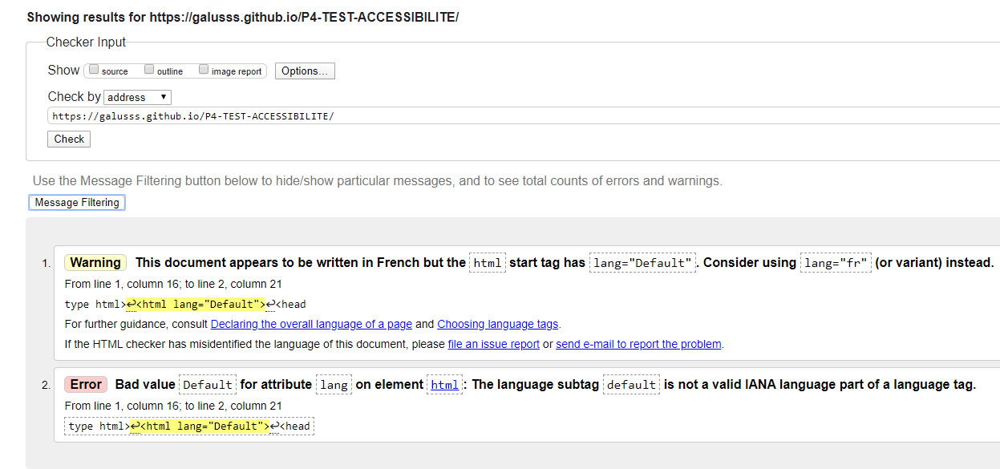 Showing results for https://galusss.github.io/P4-TEST-ACCESSIBILITE/
Checker Input
Show source outline image report Options...
Check by address
https://galusss.github.io/P4-TEST-ACCESSIBILITE/
Check
Use the Message Filtering button below to hide/show particular messages, and to see total counts of errors and warnings.
Message Filtering
1. Warning This document appears to be written in French but the html start tag has lang="Default". Consider using lang="fr" (or variant) instead.
From line 1, column 16; to line 2, column 21
type html>↩<html lang="Default">↩<head
For further guidance, consult Declaring the overall language of a page and Choosing language tags.
If the HTML checker has misidentified the language of this document, please file an issue report or send e-mail to report the problem.
2. Error Bad value Default for attribute lang on element html: The language subtag default is not a valid IANA language part of a language tag.
From line 1, column 16; to line 2, column 21
type html>↩<html lang="Default">↩<head